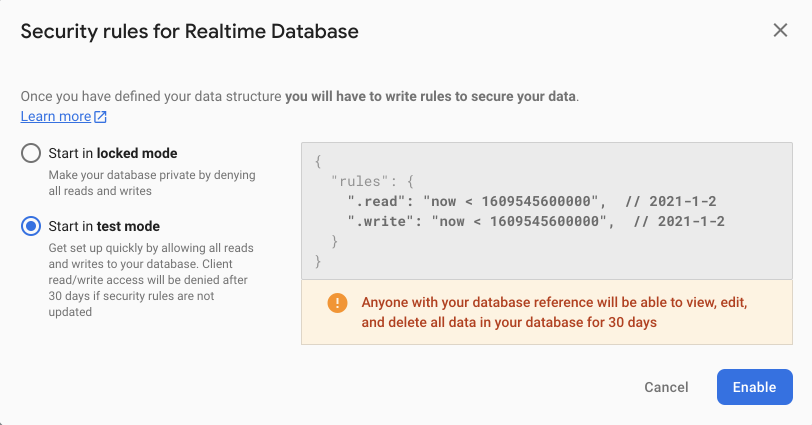 Security rules for Realtime Database
Once you have defined your data structure you will have to write rules to secure your data.
Learn more
Start in locked mode
Make your database private by denying
all reads and writes
Start in test mode
Get set up quickly by allowing all reads
and writes to your database. Client
read/write access will be denied after
30 days if security rules are not
updated
{
"rules": {
".read": "now < 1609545600000",  // 2021-1-2
".write": "now < 1609545600000",  // 2021-1-2
}
}
Anyone with your database reference will be able to view, edit,
and delete all data in your database for 30 days
Cancel
Enable